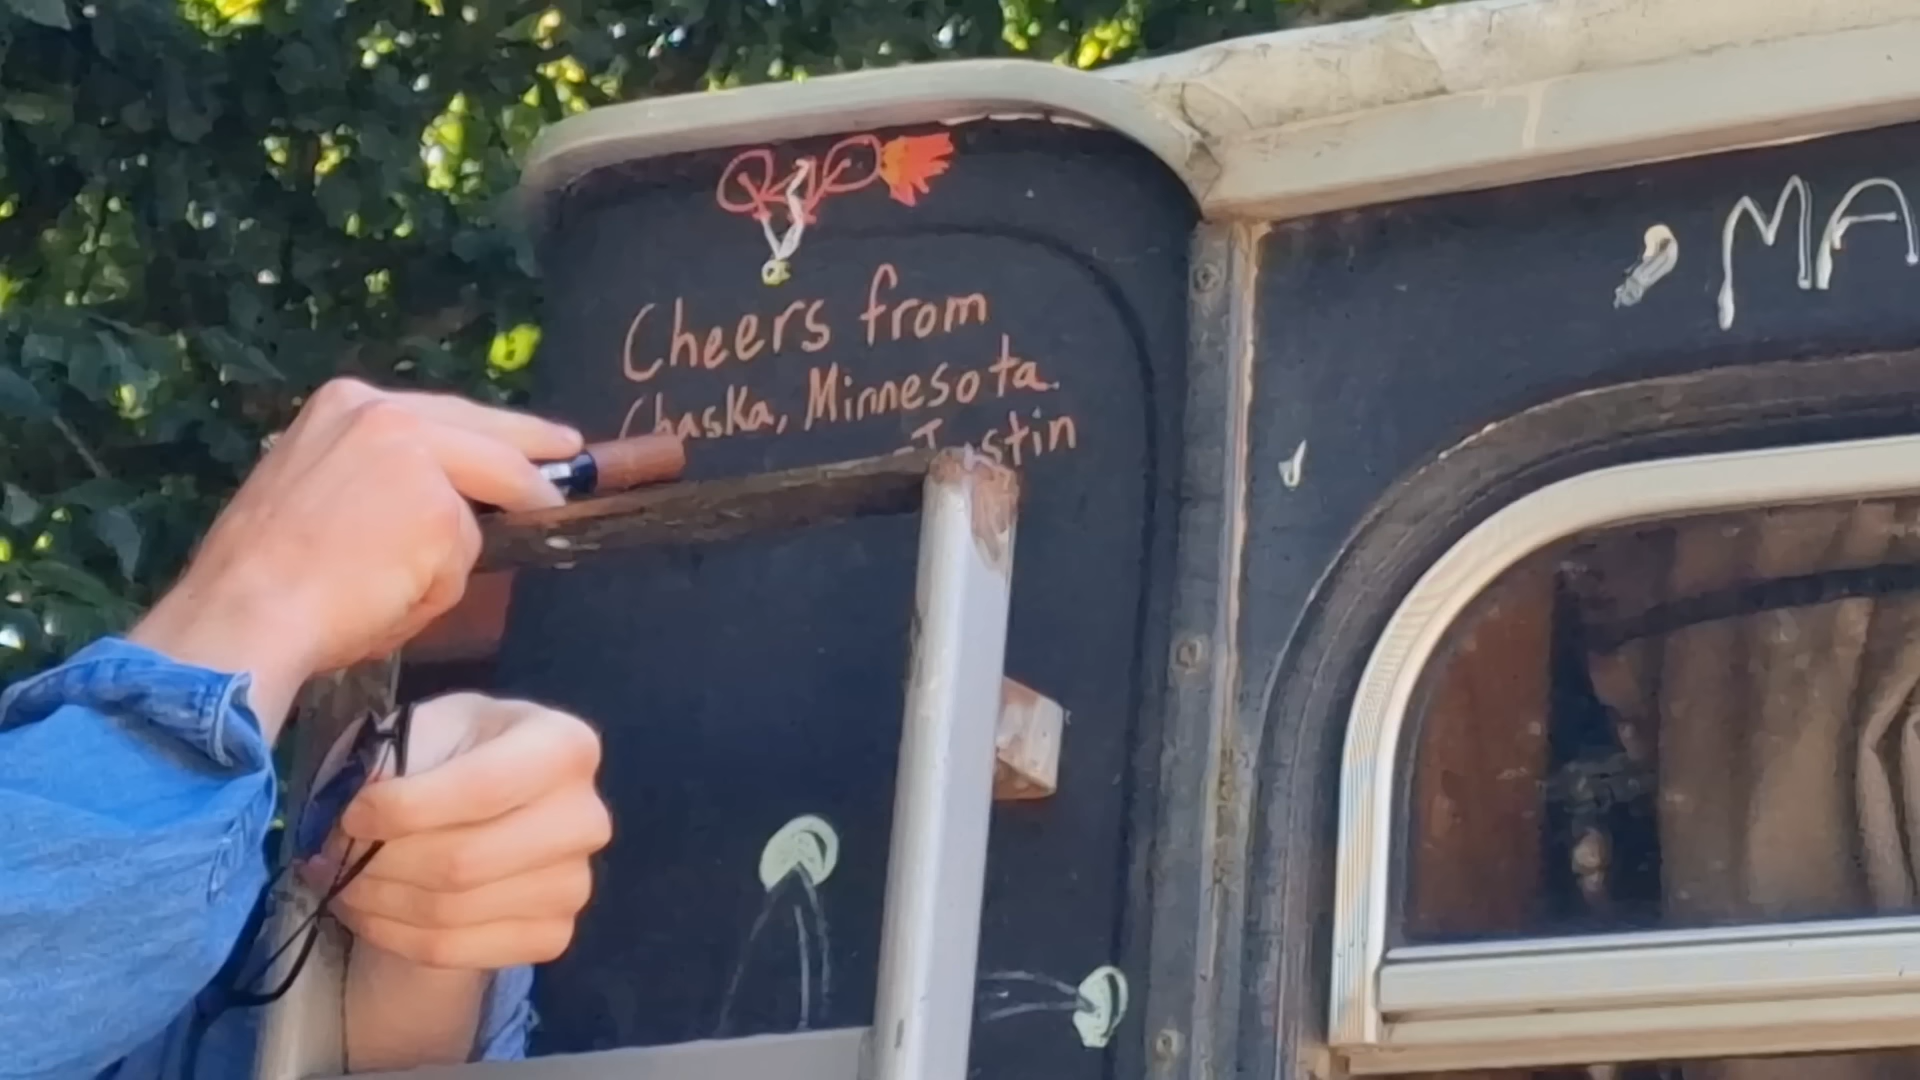 Cheers from
Chaska, Minnesota.
Justin
MA